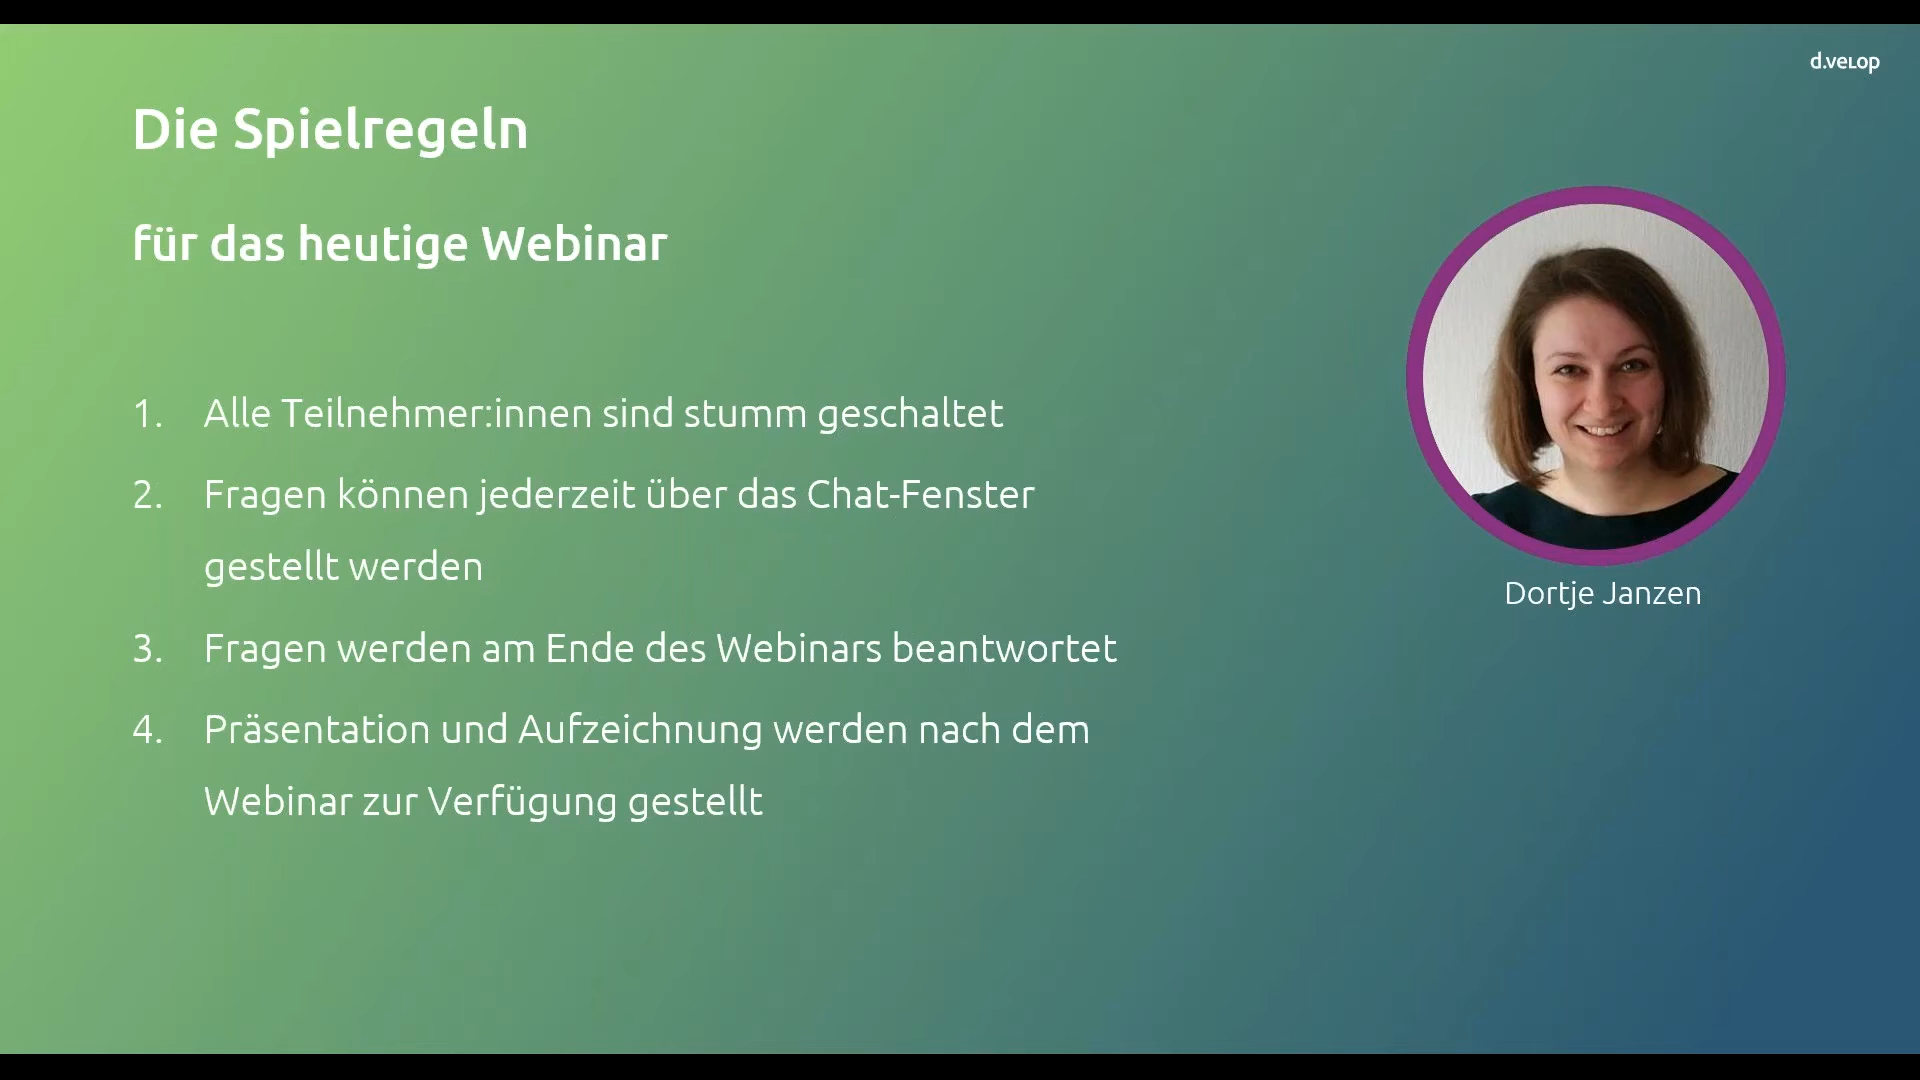 d.velop
Die Spielregeln
für das heutige Webinar
1. Alle Teilnehmer:innen sind stumm geschaltet
2. Fragen können jederzeit über das Chat-Fenster
gestellt werden
3. Fragen werden am Ende des Webinars beantwortet
4. Präsentation und Aufzeichnung werden nach dem
Webinar zur Verfügung gestellt
Dortje Janzen